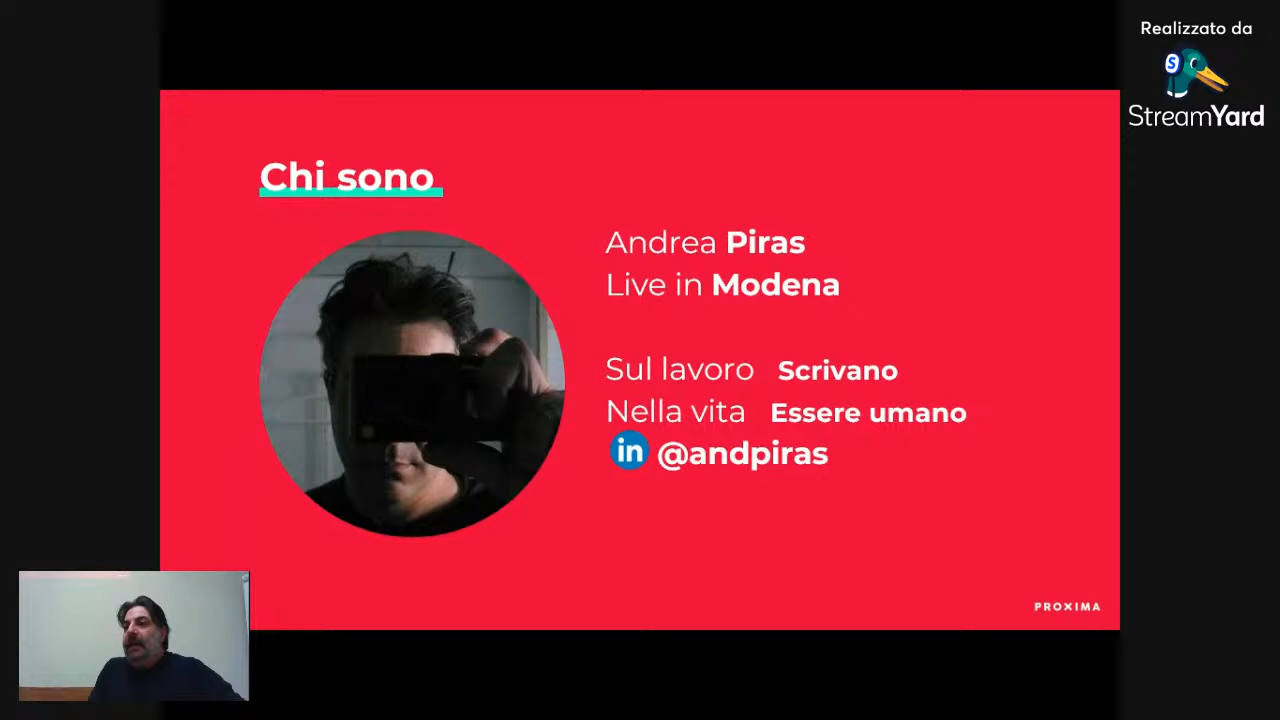 Realizzato da
StreamYard
Chi sono
Andrea Piras
Live in Modena
Sul lavoro Scrivano
Nella vita Essere umano
in @andpiras
PROXIMA